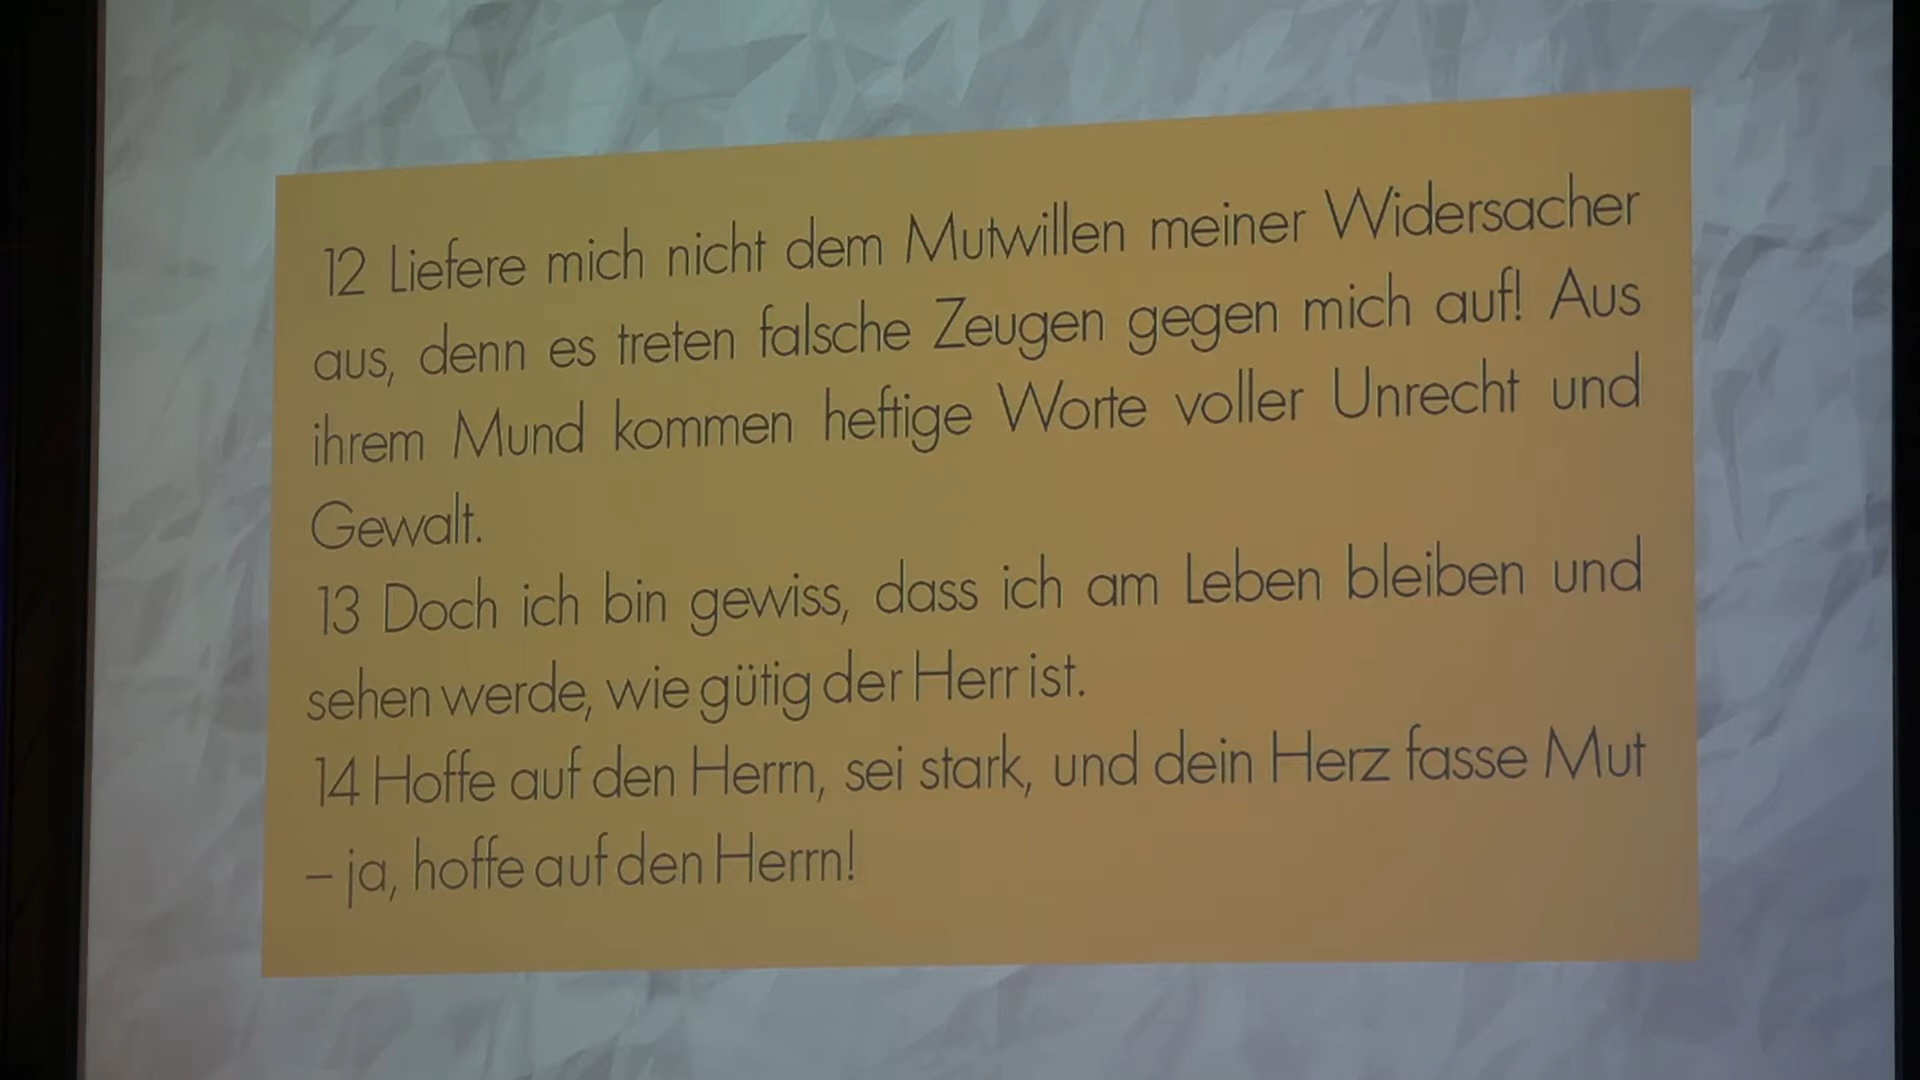 12 Liefere mich nicht dem Mutwillen meiner Widersacher
aus, denn es treten falsche Zeugen gegen mich auf! Aus
ihrem Mund kommen heftige Worte voller Unrecht und
Gewalt.
13 Doch ich bin gewiss, dass ich am Leben bleiben und
sehen werde, wie gütig der Herr ist.
14 Hoffe auf den Herrn, sei stark, und dein Herz fasse Mut
– ja, hoffe auf den Herrn!